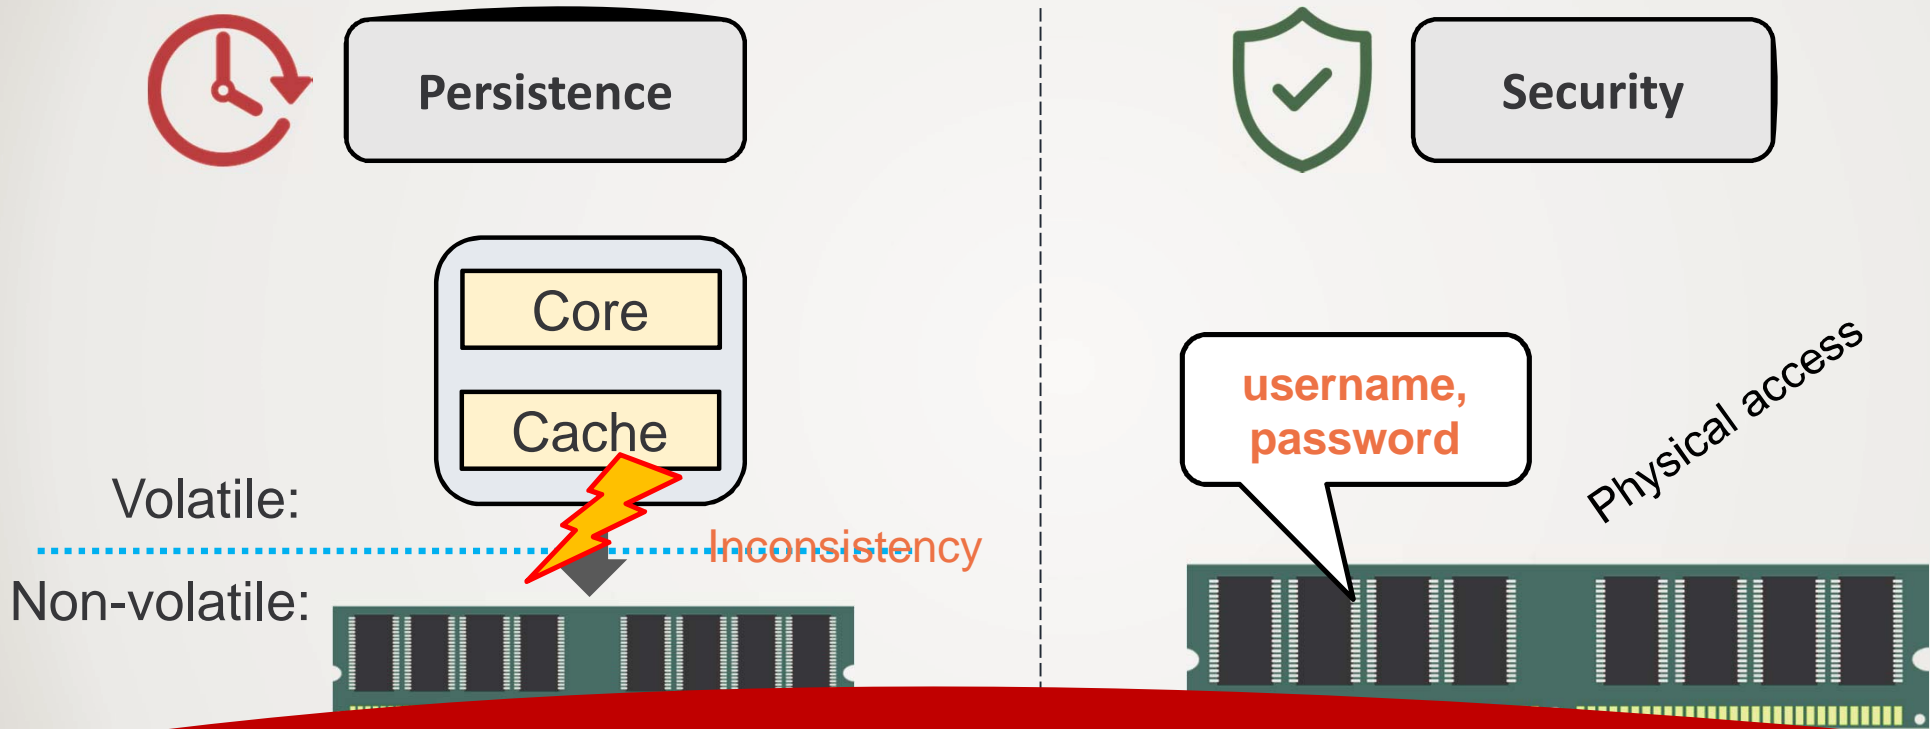 Persistence
Security
Core
Cache
Volatile:
Inconsistency
Non-volatile:
username,
password
Physical access